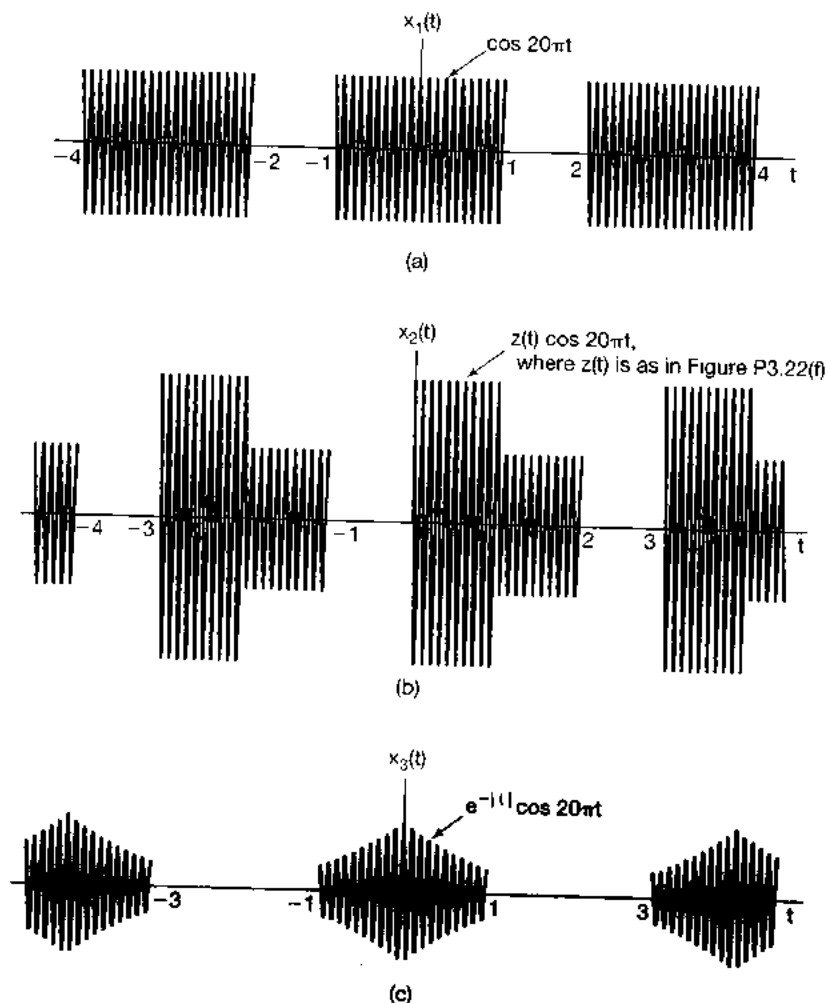 x₁(t)
cos 20πt
−4 −2 −1 1 2 4 t
(a)
x₂(t)
z(t) cos 20πt,
where z(t) is as in Figure P3.22(f)
−4 −3 −1 2 3 t
(b)
x₃(t)
e^−|t| cos 20πt
−3 −1 1 3 t
(c)